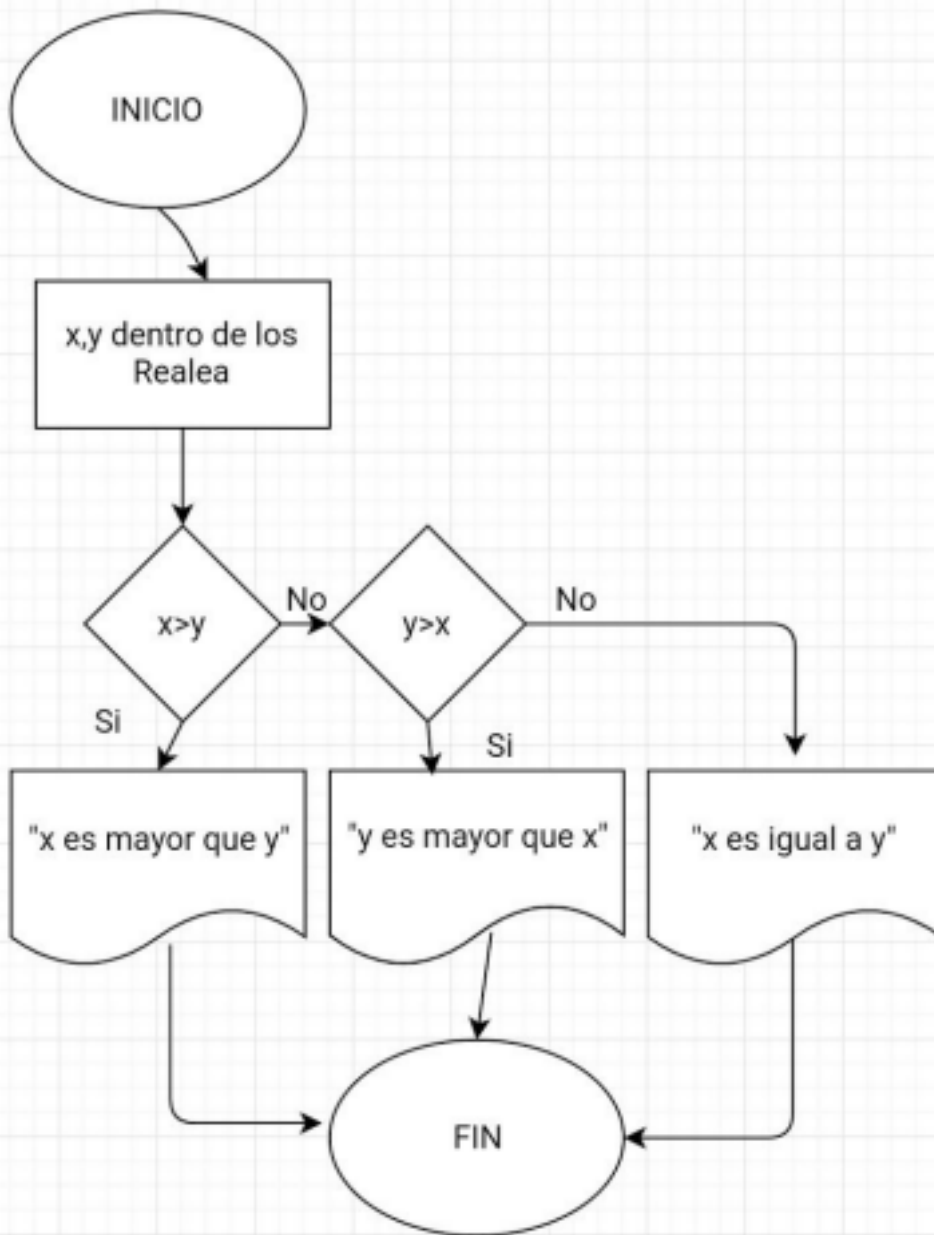 INICIO
x,y dentro de los
Realea
x>y
No
y>x
No
Si
Si
"x es mayor que y"
"y es mayor que x"
"x es igual a y"
FIN